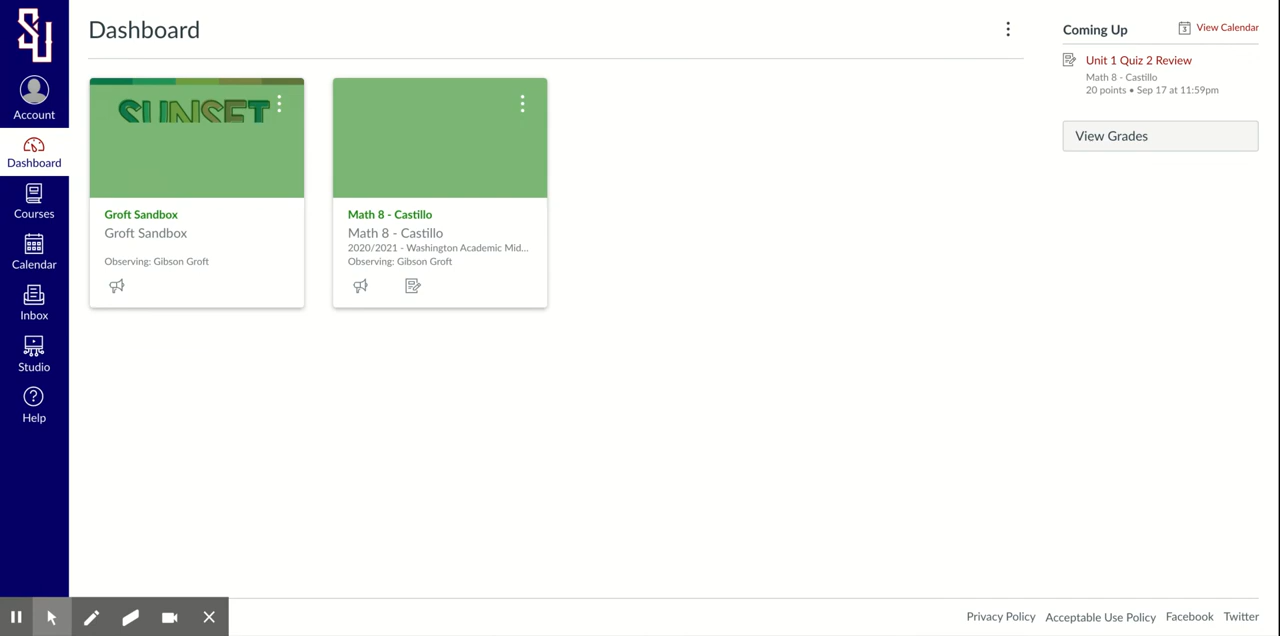 SU
Account
Dashboard
Courses
Calendar
Inbox
Studio
Help
Dashboard
SUNSET
Groft Sandbox
Groft Sandbox
Observing: Gibson Groft
Math 8 - Castillo
Math 8 - Castillo
2020/2021 - Washington Academic Mid...
Observing: Gibson Groft
Coming Up
3 View Calendar
Unit 1 Quiz 2 Review
Math 8 - Castillo
20 points • Sep 17 at 11:59pm
View Grades
Privacy Policy Acceptable Use Policy Facebook Twitter